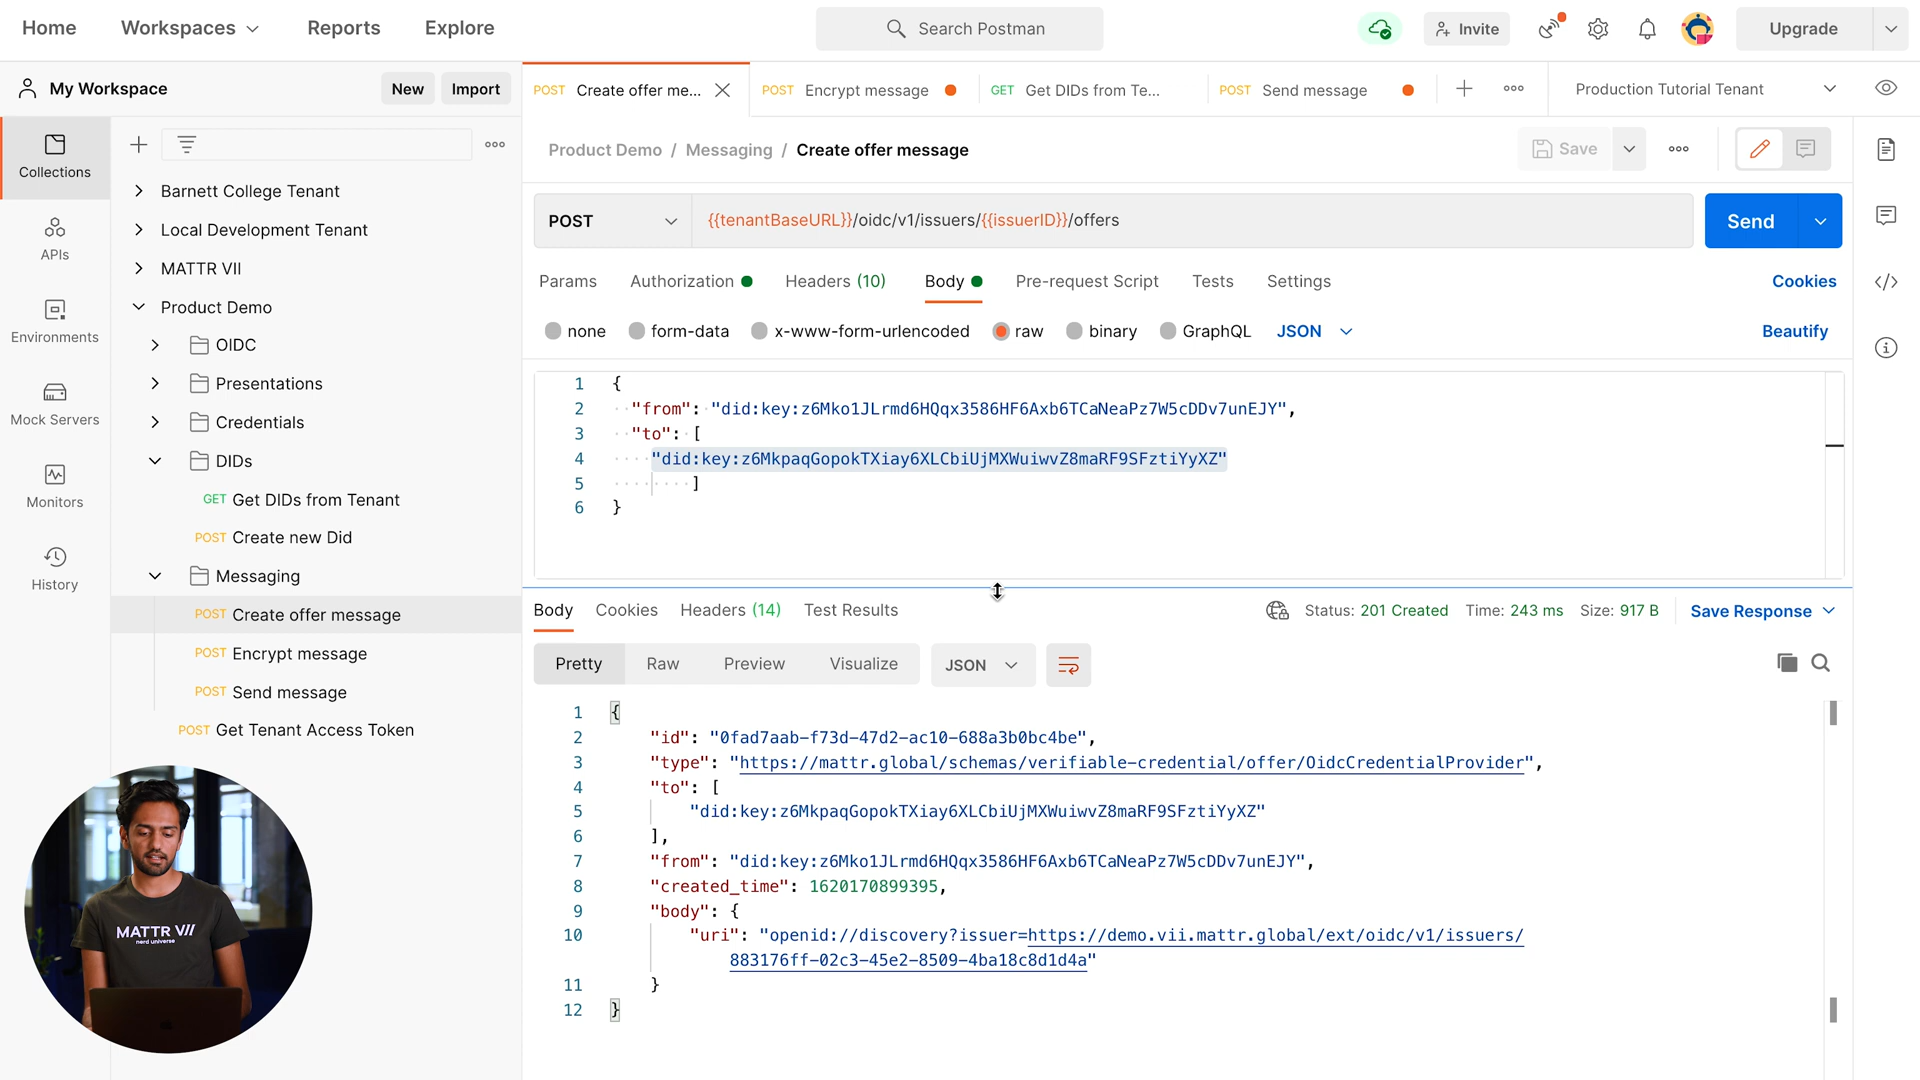 Home
Workspaces
Reports
Explore
Search Postman
Invite
Upgrade
My Workspace
New
Import
POST Create offer me...
POST Encrypt message
GET Get DIDs from Te...
POST Send message
Production Tutorial Tenant
Collections
APIs
Environments
Mock Servers
Monitors
History
Barnett College Tenant
Local Development Tenant
MATTR VII
Product Demo
OIDC
Presentations
Credentials
DIDs
GET Get DIDs from Tenant
POST Create new Did
Messaging
POST Create offer message
POST Encrypt message
POST Send message
POST Get Tenant Access Token
MATTR VII
nerd universe
Product Demo / Messaging / Create offer message
Save
POST
{{tenantBaseURL}}/oidc/v1/issuers/{{issuerID}}/offers
Send
Params
Authorization
Headers (10)
Body
Pre-request Script
Tests
Settings
Cookies
none
form-data
x-www-form-urlencoded
raw
binary
GraphQL
JSON
Beautify
1 {
2 "from": "did:key:z6Mko1JLrmd6HQqx3586HF6Axb6TCaNeaPz7W5cDDv7unEJY",
3 "to": [
4 "did:key:z6MkpaqGopokTXiay6XLCbiUjMXWuiwvZ8maRF9SFztiYyXZ"
5 ]
6 }
Body
Cookies
Headers (14)
Test Results
Status: 201 Created
Time: 243 ms
Size: 917 B
Save Response
Pretty
Raw
Preview
Visualize
JSON
1 {
2 "id": "0fad7aab-f73d-47d2-ac10-688a3b0bc4be",
3 "type": "https://mattr.global/schemas/verifiable-credential/offer/OidcCredentialProvider",
4 "to": [
5 "did:key:z6MkpaqGopokTXiay6XLCbiUjMXWuiwvZ8maRF9SFztiYyXZ"
6 ],
7 "from": "did:key:z6Mko1JLrmd6HQqx3586HF6Axb6TCaNeaPz7W5cDDv7unEJY",
8 "created_time": 1620170899395,
9 "body": {
10 "uri": "openid://discovery?issuer=https://demo.vii.mattr.global/ext/oidc/v1/issuers/
883176ff-02c3-45e2-8509-4ba18c8d1d4a"
11 }
12 }